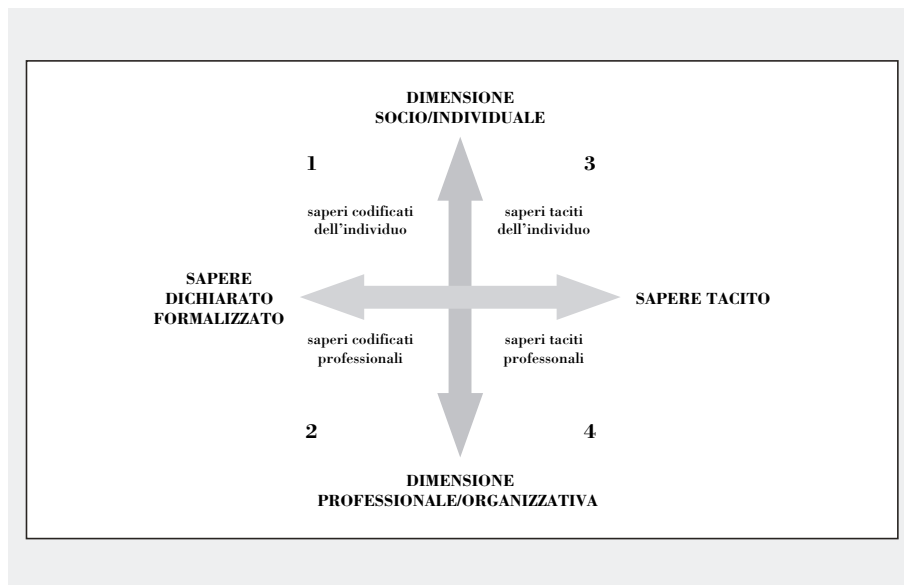 DIMENSIONE
SOCIO/INDIVIDUALE
1
3
saperi codificati
dell'individuo
saperi taciti
dell'individuo
SAPERE
DICHIARATO
FORMALIZZATO
SAPERE TACITO
saperi codificati
professionali
saperi taciti
professonali
2
4
DIMENSIONE
PROFESSIONALE/ORGANIZZATIVA